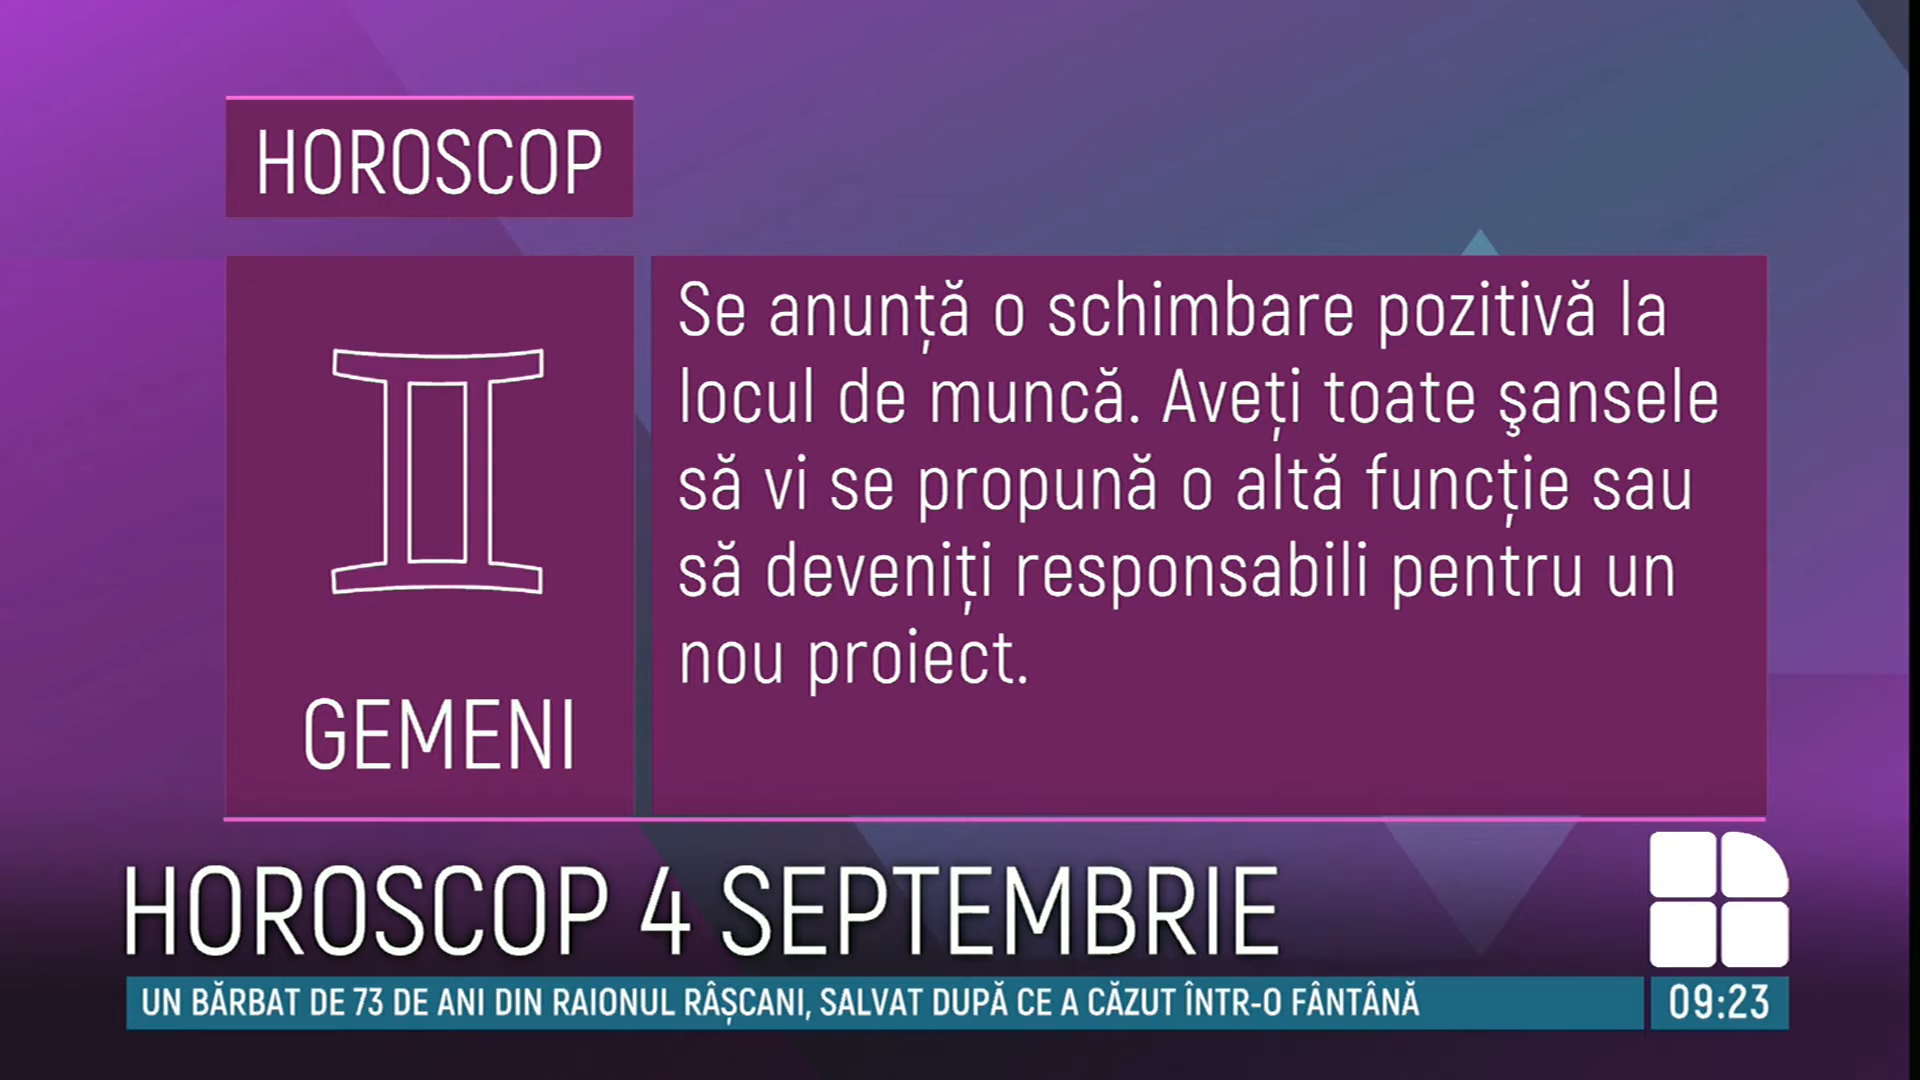 HOROSCOP
GEMENI
Se anunță o schimbare pozitivă la
locul de muncă. Aveți toate şansele
să vi se propună o altă funcție sau
să deveniți responsabili pentru un
nou proiect.
HOROSCOP 4 SEPTEMBRIE
UN BĂRBAT DE 73 DE ANI DIN RAIONUL RÂȘCANI, SALVAT DUPĂ CE A CĂZUT ÎNTR-O FÂNTÂNĂ
09:23